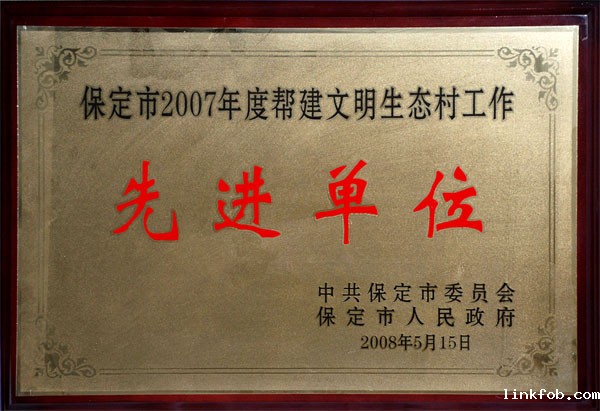 保定市2007年度帮建文明生态村工作
先进单位
中共保定市委员会
保定市人民政府
2008年5月15日
linkfob.com